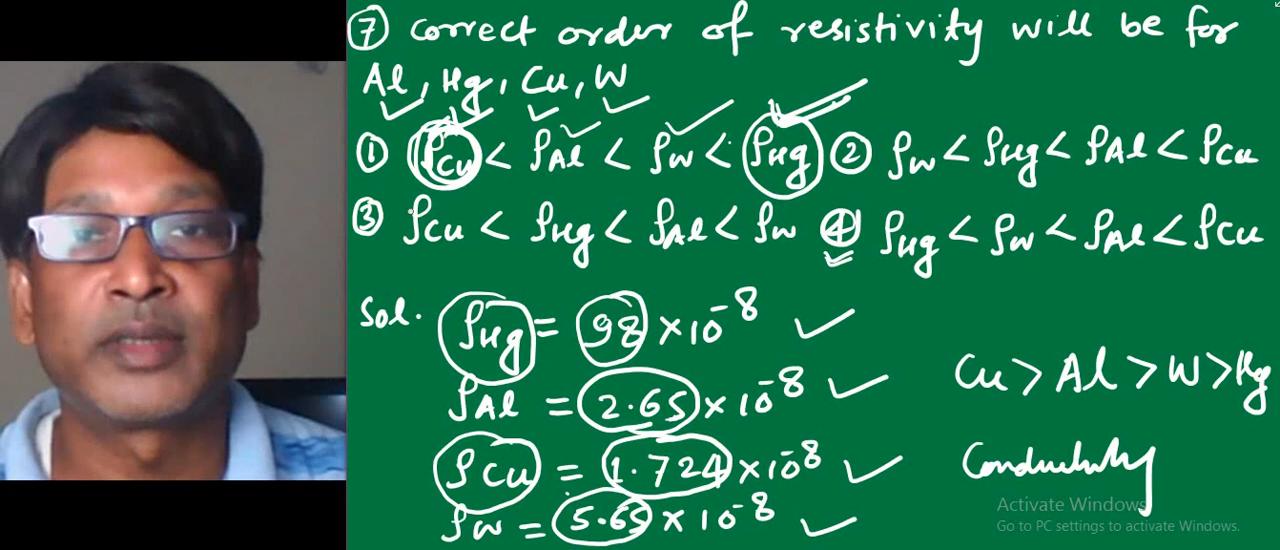 ⑦ correct order of resistivity will be for
Al, Hg, Cu, W
① ρCu < ρAl < ρW < ρHg ② ρW < ρHg < ρAl < ρCu
③ ρCu < ρHg < ρAl < ρW ④ ρHg < ρW < ρAl < ρCu
Sol. ρHg = 98 × 10⁻⁸
ρAl = 2.65 × 10⁻⁸
ρCu = 1.724 × 10⁻⁸
ρW = 5.65 × 10⁻⁸
Cu > Al > W > Hg
Conductivity
Activate Windows
Go to PC settings to activate Windows.